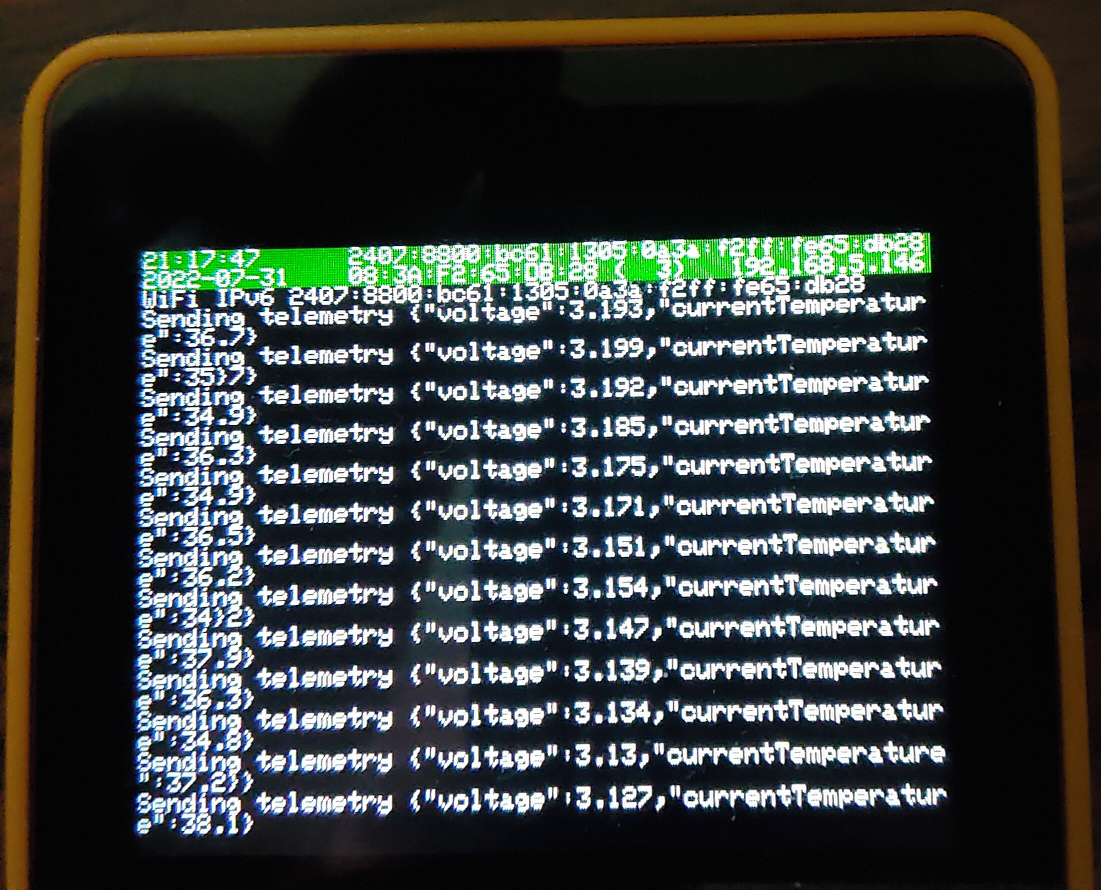 21:17:47 2407:8800:bc61:1305:0a3a:f2ff:fe65:db28
2022-07-31 08:3A:F2:65:DB:28 ( 3) 192.168.5.146
WiFi IPv6 2407:8800:bc61:1305:0a3a:f2ff:fe65:db28
Sending telemetry {"voltage":3.193,"currentTemperatur
e":36.7}
Sending telemetry {"voltage":3.199,"currentTemperatur
e":35}7}
Sending telemetry {"voltage":3.192,"currentTemperatur
e":34.9}
Sending telemetry {"voltage":3.185,"currentTemperatur
e":36.3}
Sending telemetry {"voltage":3.175,"currentTemperatur
e":34.9}
Sending telemetry {"voltage":3.171,"currentTemperatur
e":36.5}
Sending telemetry {"voltage":3.151,"currentTemperatur
e":36.2}
Sending telemetry {"voltage":3.154,"currentTemperatur
e":34}2}
Sending telemetry {"voltage":3.147,"currentTemperatur
e":37.9}
Sending telemetry {"voltage":3.139,"currentTemperatur
e":36.3}
Sending telemetry {"voltage":3.134,"currentTemperatur
e":34.8}
Sending telemetry {"voltage":3.13,"currentTemperature
":37.2}}
Sending telemetry {"voltage":3.127,"currentTemperatur
e":38.1}